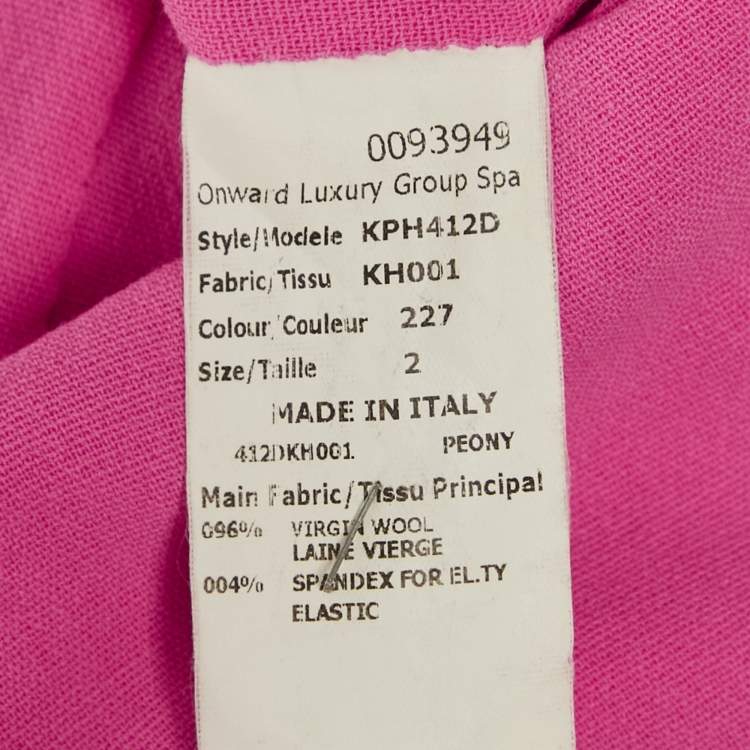 0093949
Onward Luxury Group Spa
Style/Modele KPH412D
Fabric/Tissu KH001
Colour/Couleur 227
Size/Taille 2
MADE IN ITALY
412DKH001 PEONY
Main Fabric/Tissu Principal
096% VIRGIN WOOL
LAINE VIERGE
004% SPANDEX FOR EL.TY
ELASTIC